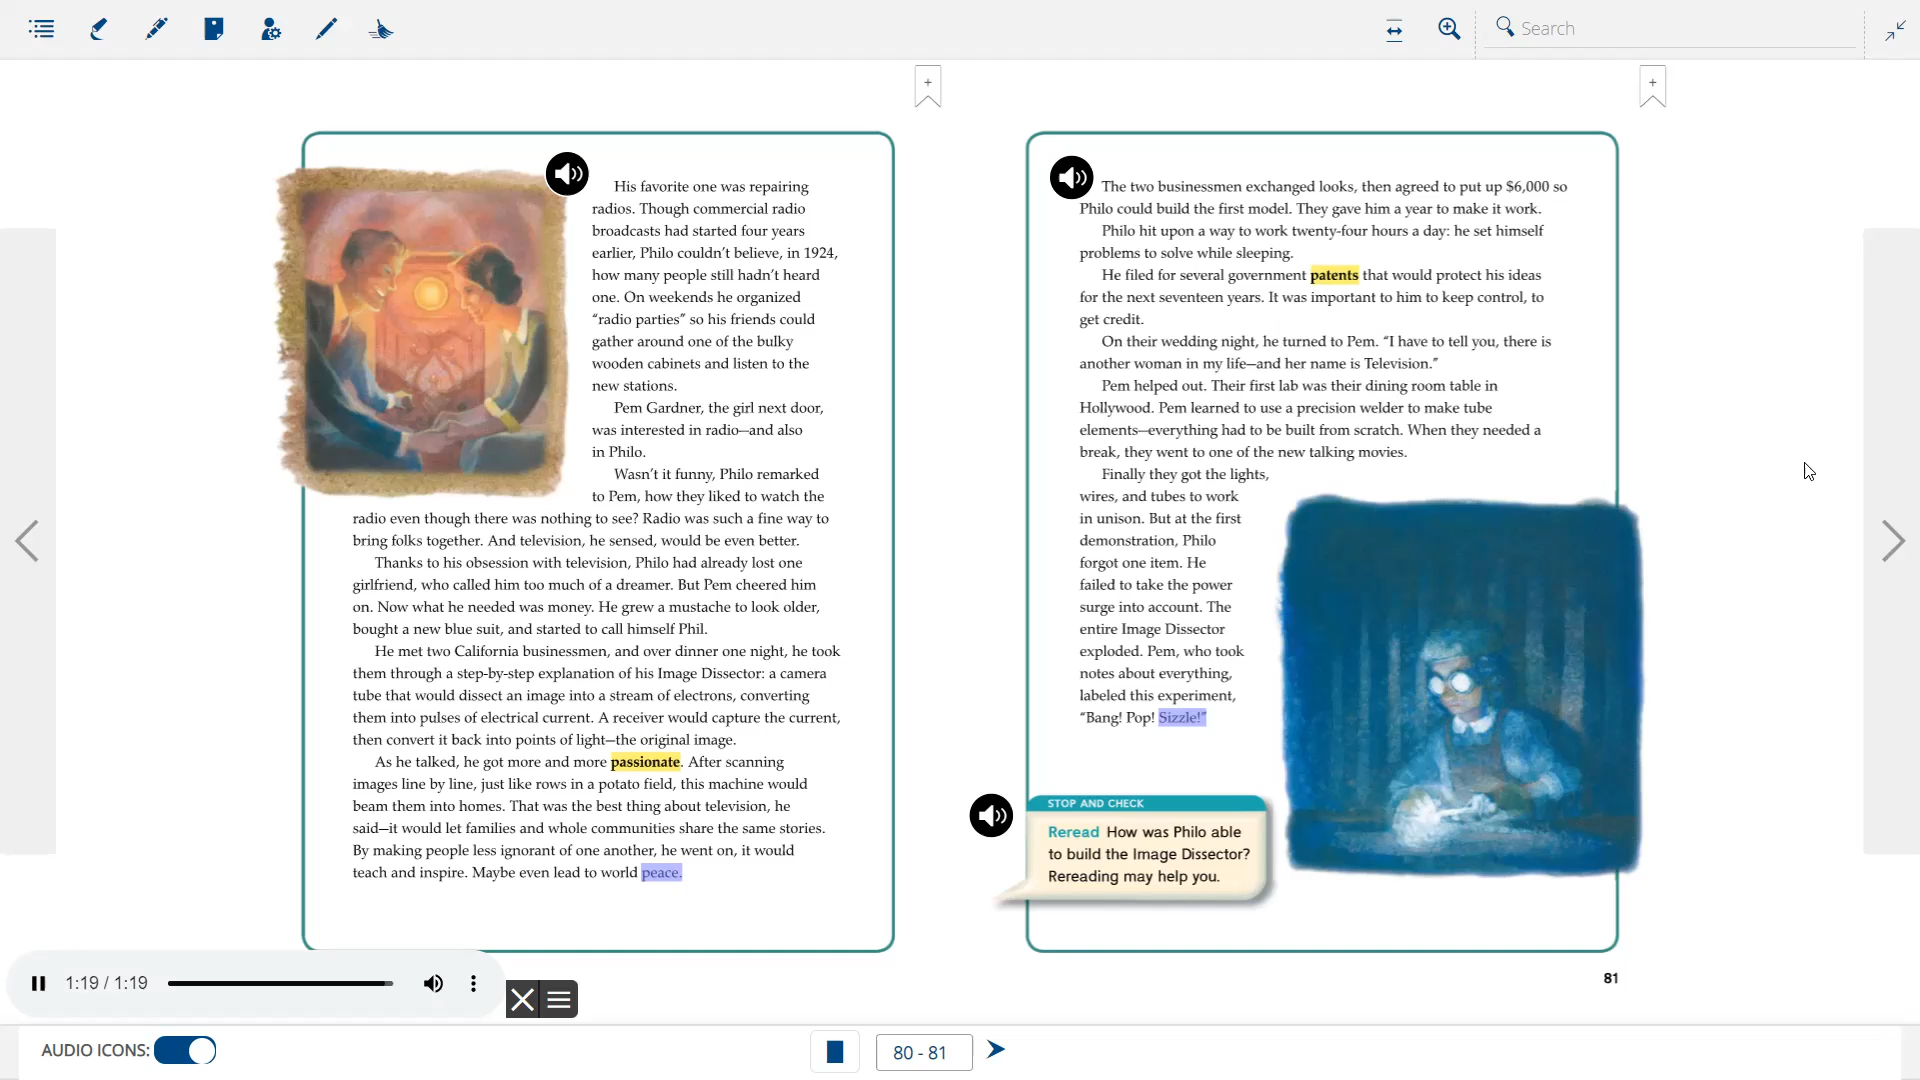 Search
His favorite one was repairing
radios. Though commercial radio
broadcasts had started four years
earlier, Philo couldn’t believe, in 1924,
how many people still hadn’t heard
one. On weekends he organized
“radio parties” so his friends could
gather around one of the bulky
wooden cabinets and listen to the
new stations.
Pem Gardner, the girl next door,
was interested in radio—and also
in Philo.
Wasn’t it funny, Philo remarked
to Pem, how they liked to watch the
radio even though there was nothing to see? Radio was such a fine way to
bring folks together. And television, he sensed, would be even better.
Thanks to his obsession with television, Philo had already lost one
girlfriend, who called him too much of a dreamer. But Pem cheered him
on. Now what he needed was money. He grew a mustache to look older,
bought a new blue suit, and started to call himself Phil.
He met two California businessmen, and over dinner one night, he took
them through a step-by-step explanation of his Image Dissector: a camera
tube that would dissect an image into a stream of electrons, converting
them into pulses of electrical current. A receiver would capture the current,
then convert it back into points of light—the original image.
As he talked, he got more and more passionate. After scanning
images line by line, just like rows in a potato field, this machine would
beam them into homes. That was the best thing about television, he
said—it would let families and whole communities share the same stories.
By making people less ignorant of one another, he went on, it would
teach and inspire. Maybe even lead to world peace.
The two businessmen exchanged looks, then agreed to put up $6,000 so
Philo could build the first model. They gave him a year to make it work.
Philo hit upon a way to work twenty-four hours a day: he set himself
problems to solve while sleeping.
He filed for several government patents that would protect his ideas
for the next seventeen years. It was important to him to keep control, to
get credit.
On their wedding night, he turned to Pem. “I have to tell you, there is
another woman in my life—and her name is Television.”
Pem helped out. Their first lab was their dining room table in
Hollywood. Pem learned to use a precision welder to make tube
elements—everything had to be built from scratch. When they needed a
break, they went to one of the new talking movies.
Finally they got the lights,
wires, and tubes to work
in unison. But at the first
demonstration, Philo
forgot one item. He
failed to take the power
surge into account. The
entire Image Dissector
exploded. Pem, who took
notes about everything,
labeled this experiment,
“Bang! Pop! Sizzle!”
STOP AND CHECK
Reread How was Philo able
to build the Image Dissector?
Rereading may help you.
81
1:19 / 1:19
AUDIO ICONS:
80 - 81